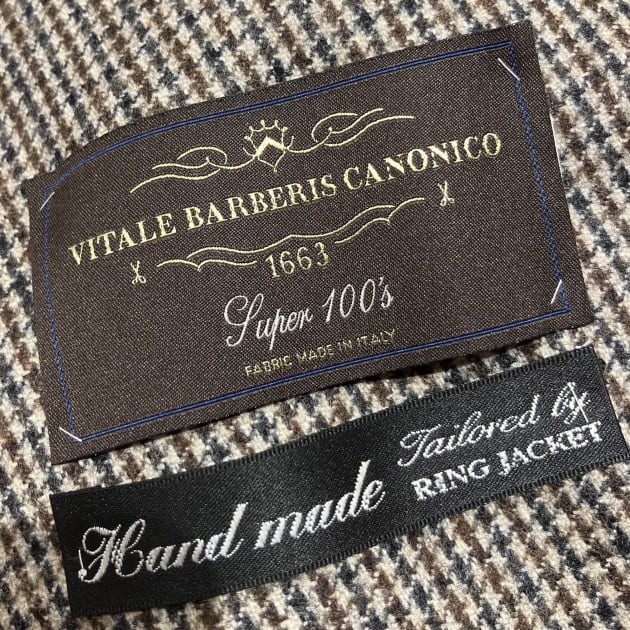 VITALE BARBERIS CANONICO
1663
Super 100's
FABRIC MADE IN ITALY
Hand made
Tailored by
RING JACKET